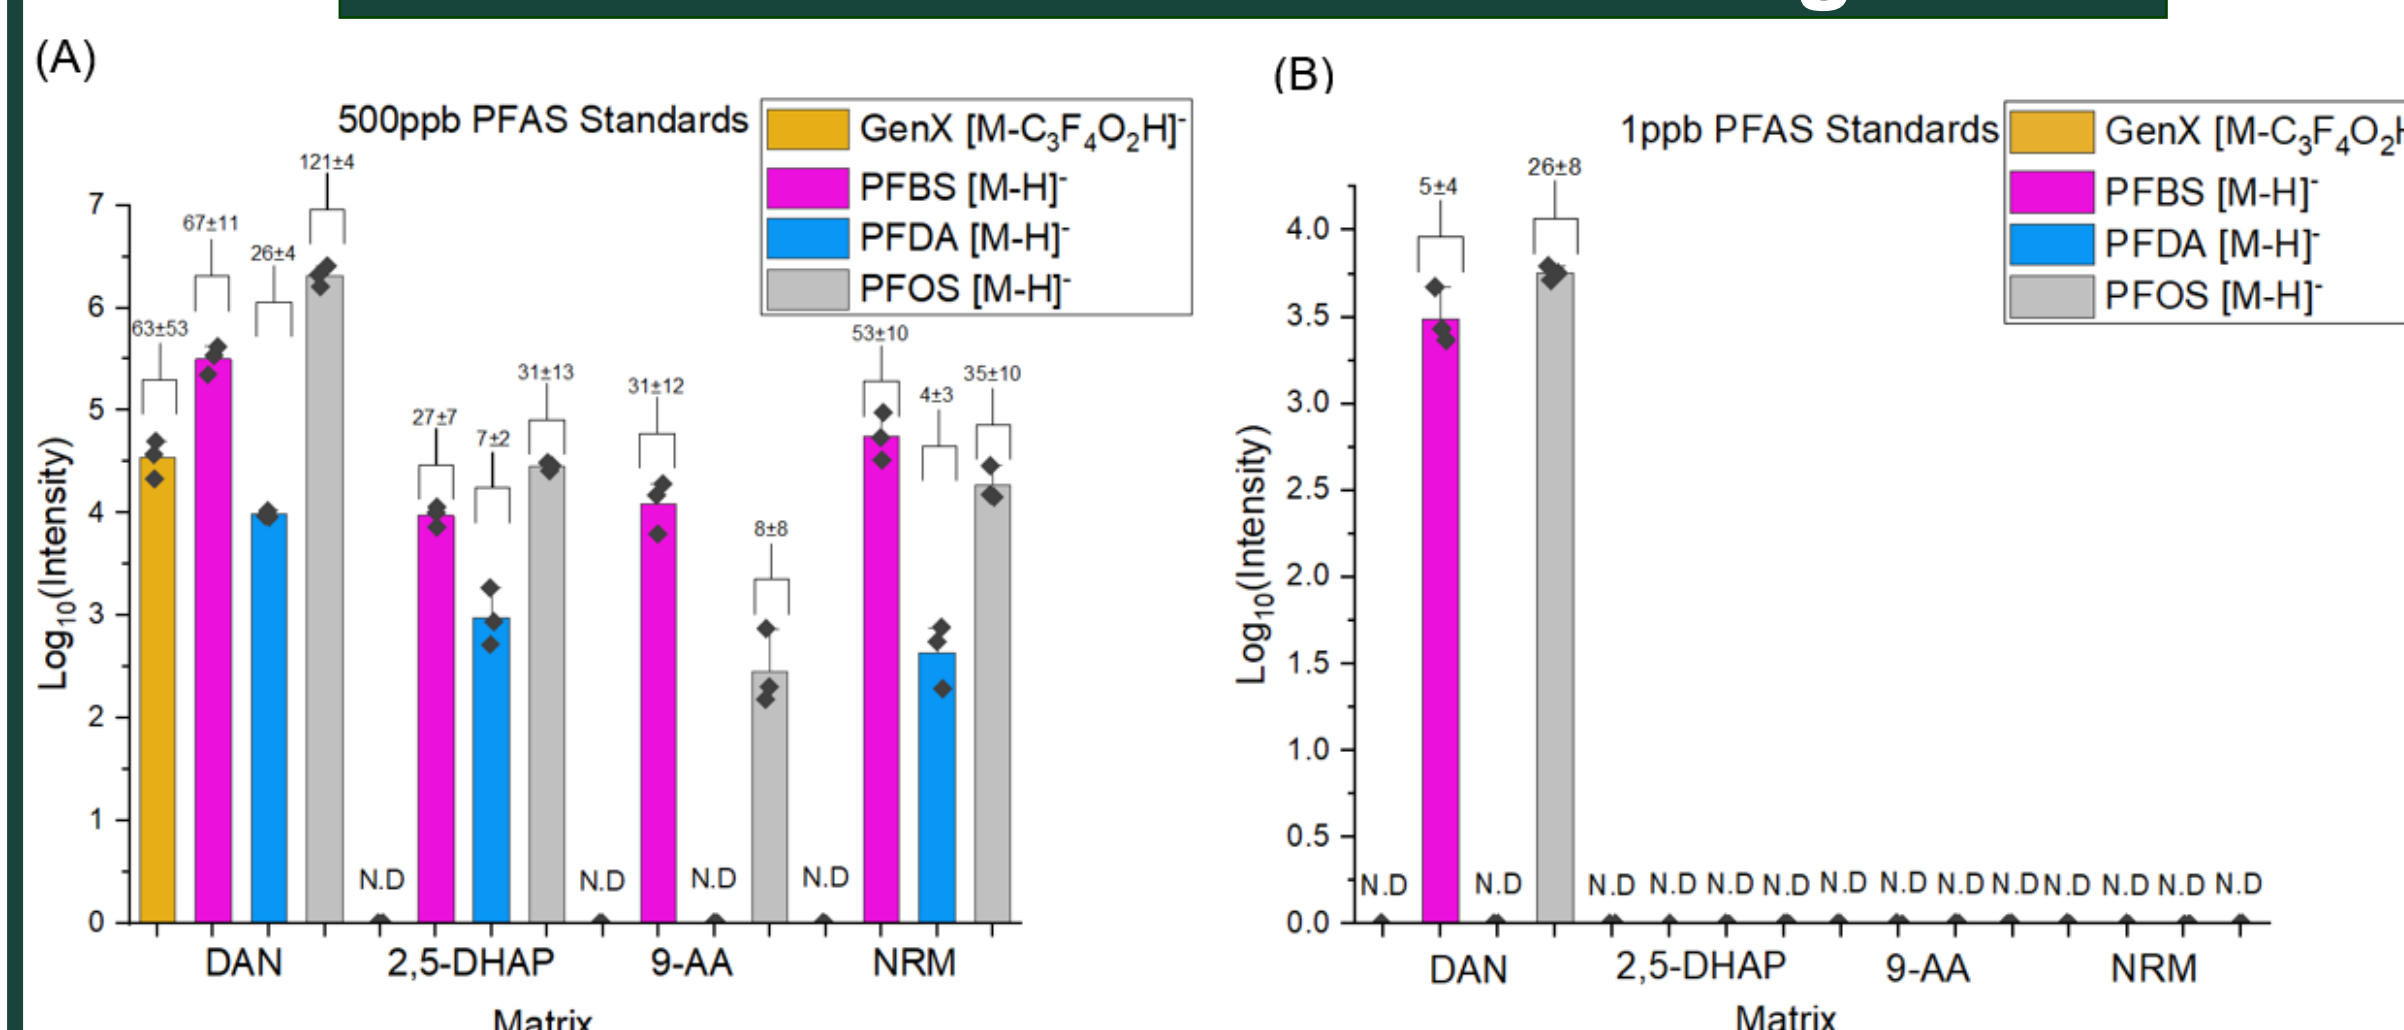 (A)
500ppb PFAS Standards
GenX [M-C₃F₄O₂H]⁻
PFBS [M-H]⁻
PFDA [M-H]⁻
PFOS [M-H]⁻
121±4
67±11
26±4
63±53
27±7
7±2
31±13
31±12
8±8
53±10
4±3
35±10
7
6
5
4
3
2
1
0
Log₁₀(Intensity)
N.D N.D N.D N.D
DAN 2,5-DHAP 9-AA NRM
Matrix
(B)
1ppb PFAS Standards
GenX [M-C₃F₄O₂H
PFBS [M-H]⁻
PFDA [M-H]⁻
PFOS [M-H]⁻
5±4
26±8
4.0
3.5
3.0
2.5
2.0
1.5
1.0
0.5
0.0
Log₁₀(Intensity)
N.D N.D N.D N.D N.D N.D N.D N.D N.D N.D N.D N.D N.D N.D
DAN 2,5-DHAP 9-AA NRM
Matrix